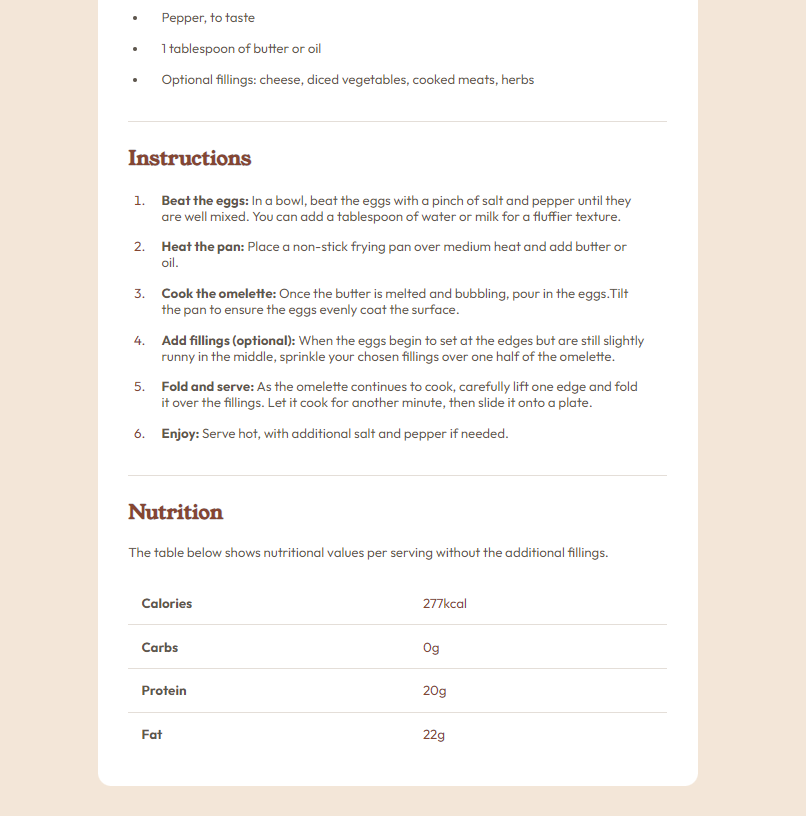 • Pepper, to taste
• 1 tablespoon of butter or oil
• Optional fillings: cheese, diced vegetables, cooked meats, herbs
Instructions
1. Beat the eggs: In a bowl, beat the eggs with a pinch of salt and pepper until they
are well mixed. You can add a tablespoon of water or milk for a fluffier texture.
2. Heat the pan: Place a non-stick frying pan over medium heat and add butter or
oil.
3. Cook the omelette: Once the butter is melted and bubbling, pour in the eggs.Tilt
the pan to ensure the eggs evenly coat the surface.
4. Add fillings (optional): When the eggs begin to set at the edges but are still slightly
runny in the middle, sprinkle your chosen fillings over one half of the omelette.
5. Fold and serve: As the omelette continues to cook, carefully lift one edge and fold
it over the fillings. Let it cook for another minute, then slide it onto a plate.
6. Enjoy: Serve hot, with additional salt and pepper if needed.
Nutrition
The table below shows nutritional values per serving without the additional fillings.
Calories 277kcal
Carbs 0g
Protein 20g
Fat 22g